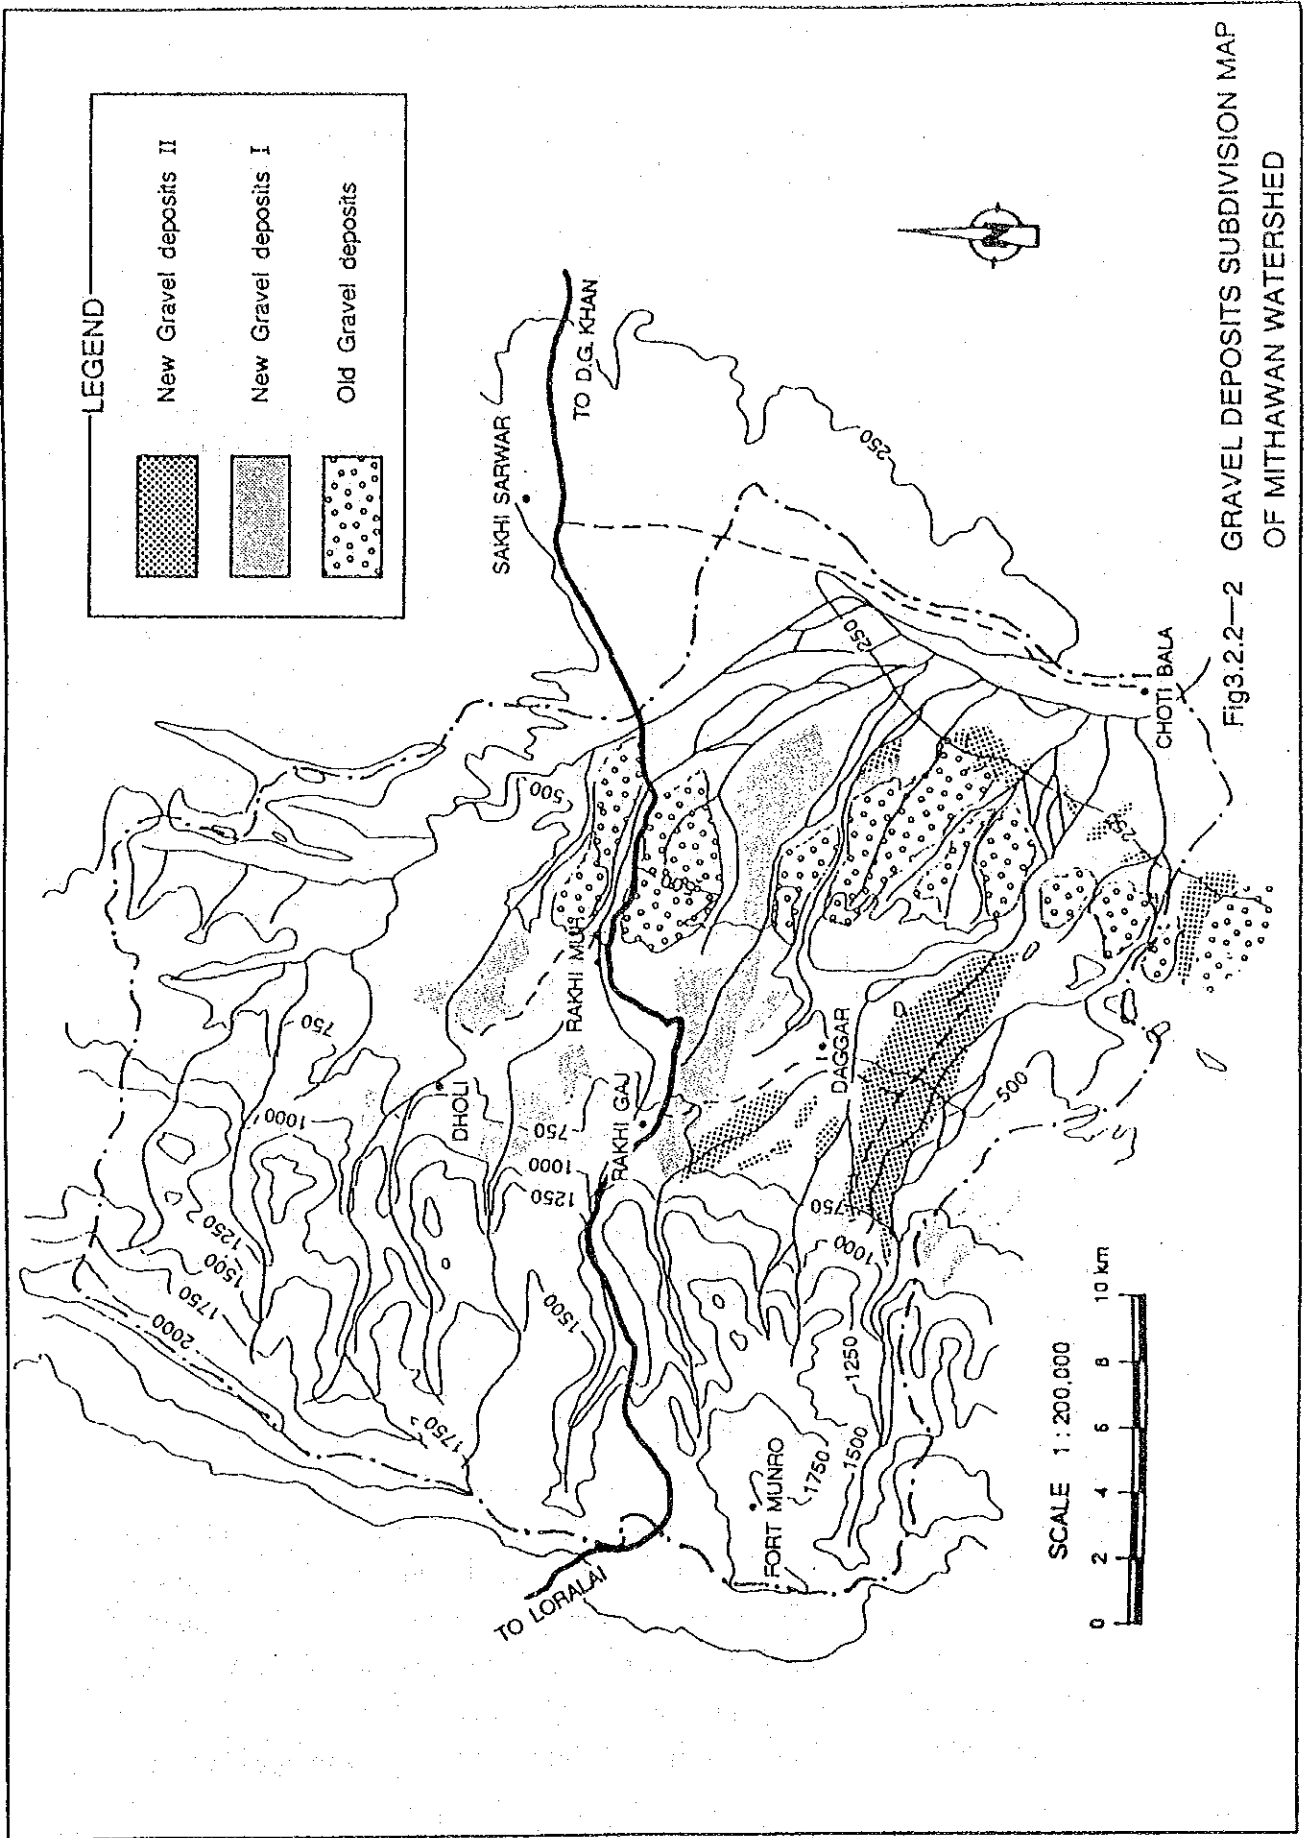 LEGEND
New Gravel deposits II
New Gravel deposits I
Old Gravel deposits
SAKHI SARWAR
TO D.G. KHAN
250
500
750
RAKHI MUH
DHOLI
1000
750
1000
1250
RAKHI GAJ
1250
1500
1750
2000
1500
1750
TO LORALAI
FORT MUNRO
1750
1500
1250
1000
750
DAGGAR
500
250
250
CHOTI BALA
N
SCALE 1:200,000
0 2 4 6 8 10 km
Fig3.2.2—2 GRAVEL DEPOSITS SUBDIVISION MAP
OF MITHAWAN WATERSHED